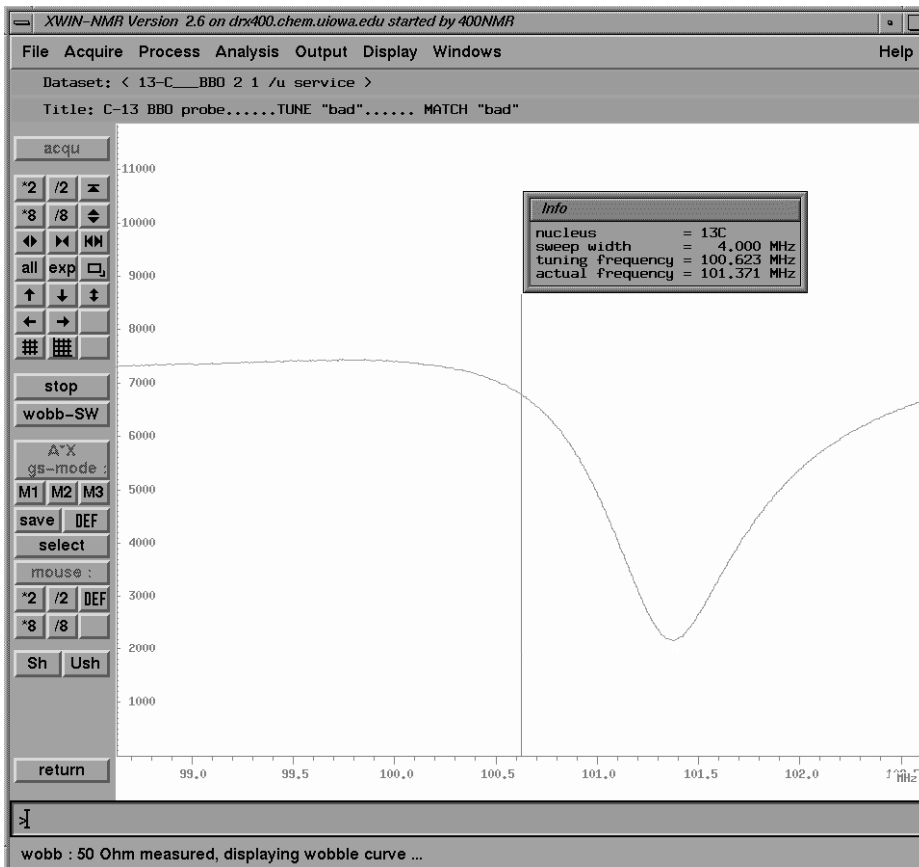 XWIN-NMR Version 2.6 on drx400.chem.uiowa.edu started by 400NMR
File Acquire Process Analysis Output Display Windows Help
Dataset: < 13-C___BBO 2 1 /u service >
Title: C-13 BBO probe......TUNE "bad"...... MATCH "bad"
acqu
*2 /2
*8 /8
all exp
stop
wobb-SW
A*X
gs-mode :
M1 M2 M3
save DEF
select
mouse :
*2 /2 DEF
*8 /8
Sh Ush
return
11000
10000
9000
8000
7000
6000
5000
4000
3000
2000
1000
Info
nucleus = 13C
sweep width = 4.000 MHz
tuning frequency = 100.623 MHz
actual frequency = 101.371 MHz
99.0 99.5 100.0 100.5 101.0 101.5 102.0 MHz
>
wobb : 50 Ohm measured, displaying wobble curve ...